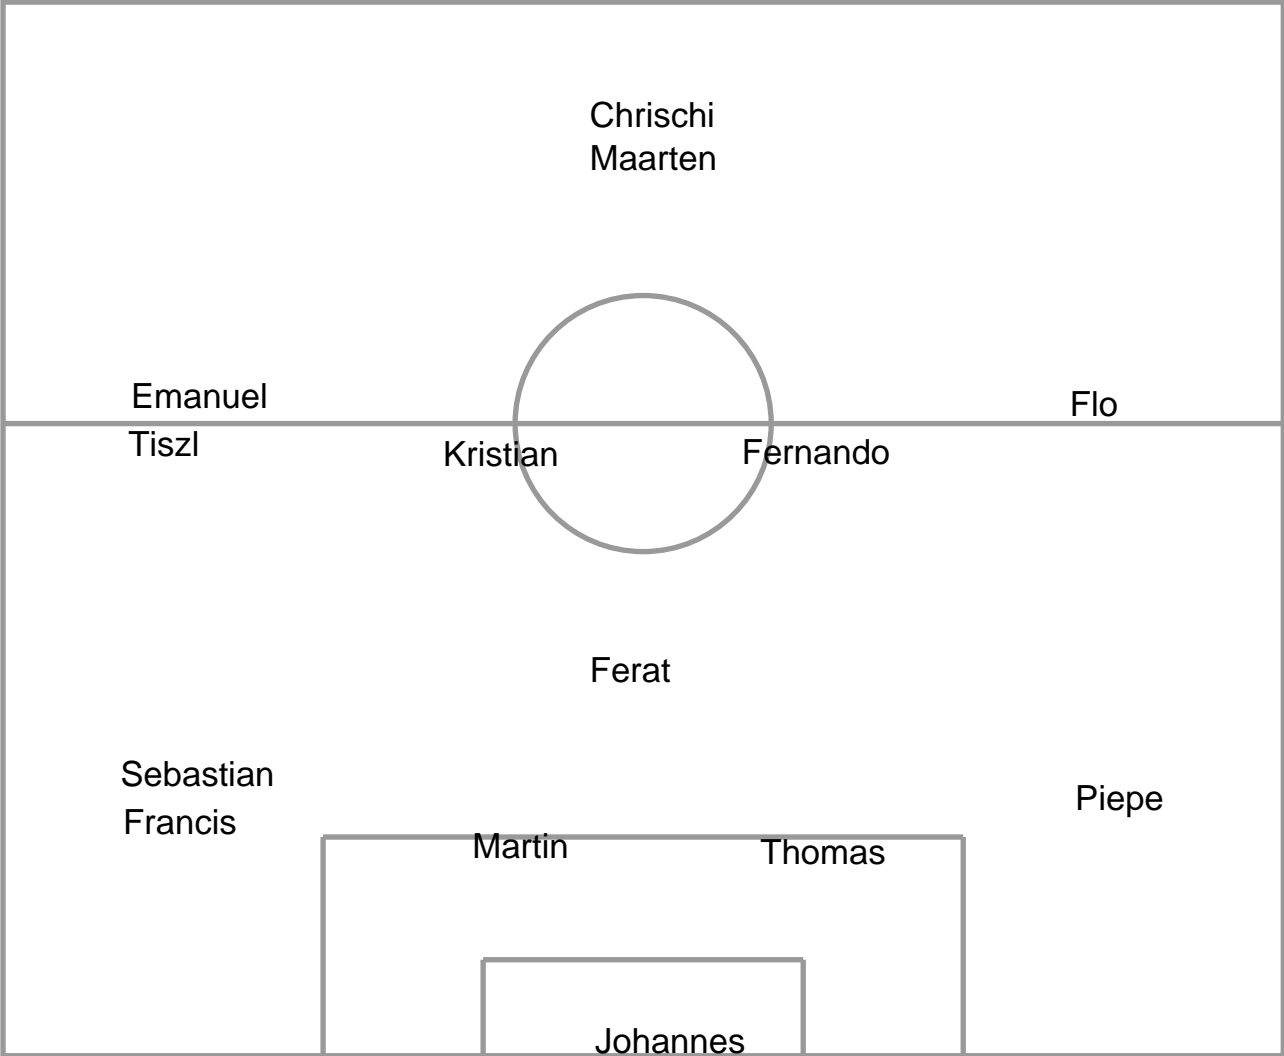 Chrischi
Maarten
Emanuel
Flo
Tiszl
Kristian
Fernando
Ferat
Sebastian
Piepe
Francis
Martin
Thomas
Johannes